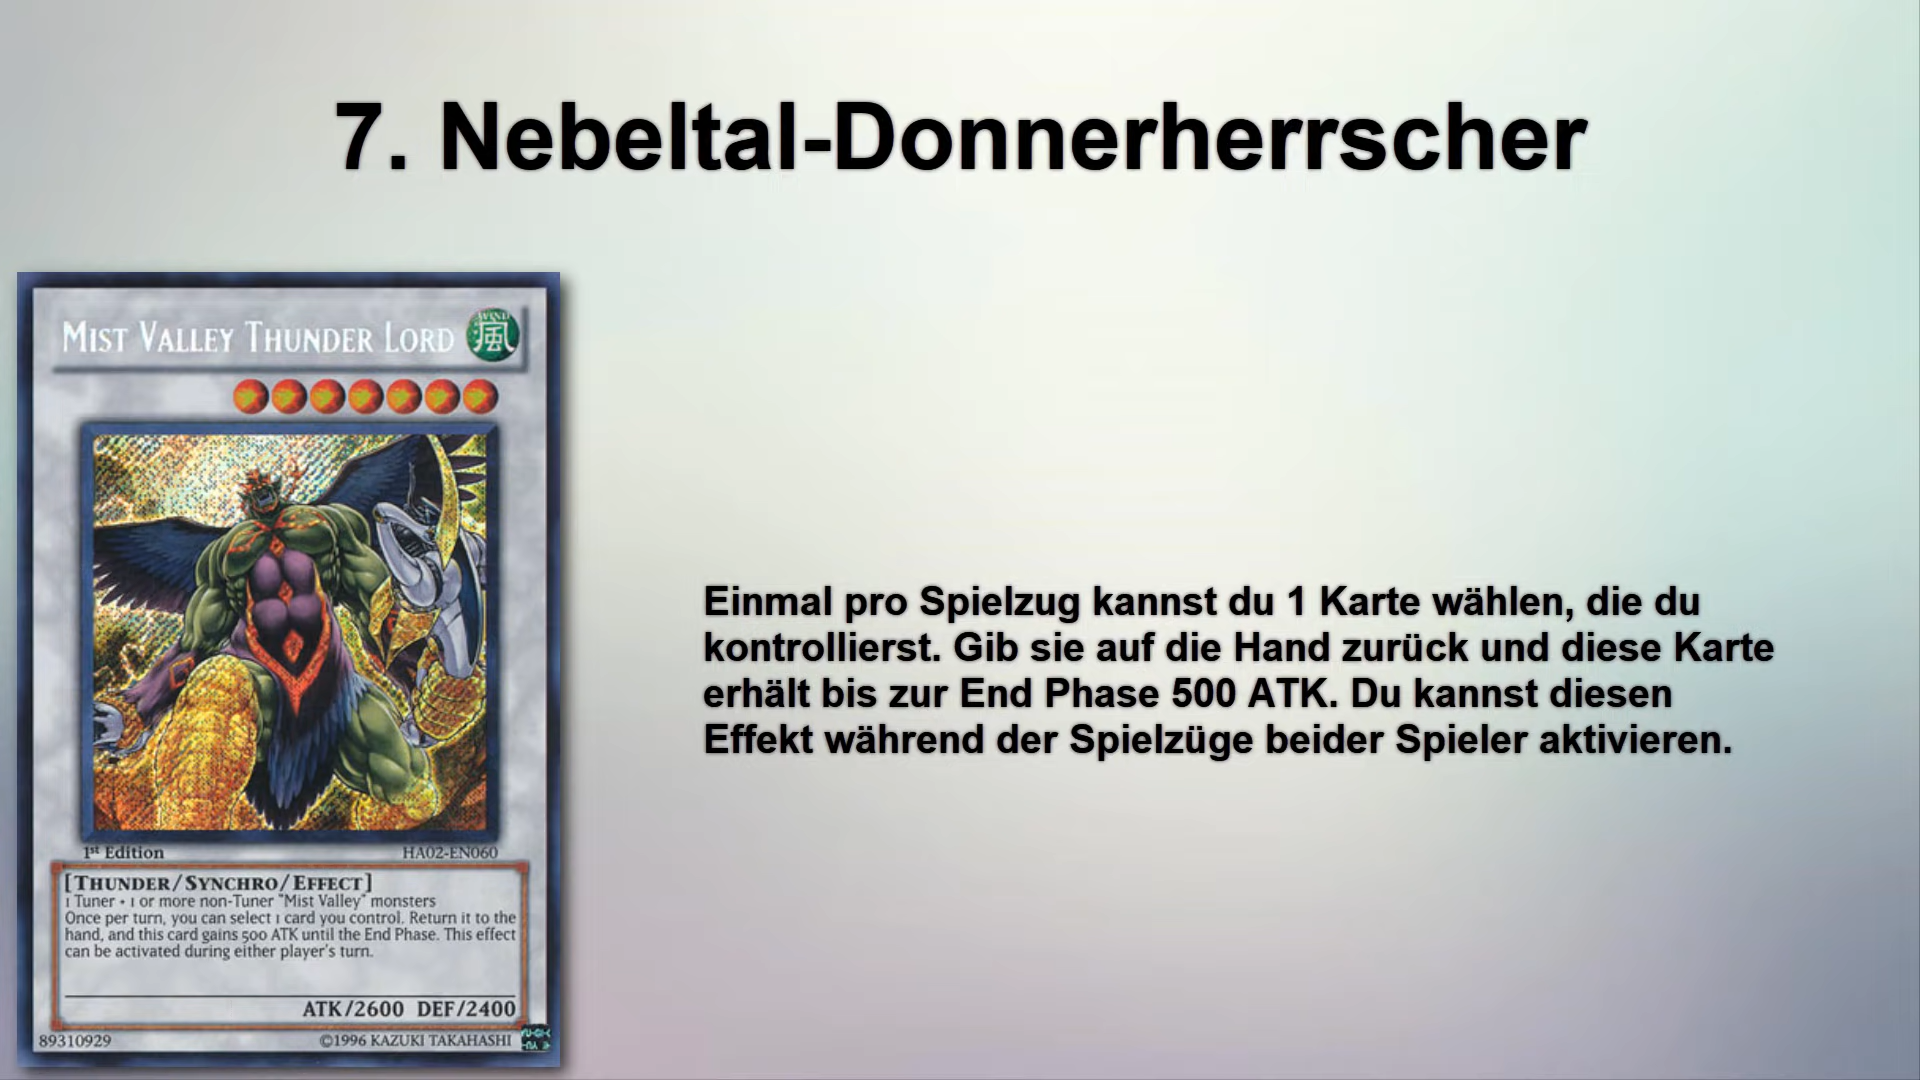 7. Nebeltal-Donnerherrscher
MIST VALLEY THUNDER LORD
WIND
風
1st Edition
HA02-EN060
[THUNDER/SYNCHRO/EFFECT]
1 Tuner + 1 or more non-Tuner "Mist Valley" monsters
Once per turn, you can select 1 card you control. Return it to the
hand, and this card gains 500 ATK until the End Phase. This effect
can be activated during either player's turn.
ATK/2600 DEF/2400
89310929
©1996 KAZUKI TAKAHASHI
Einmal pro Spielzug kannst du 1 Karte wählen, die du
kontrollierst. Gib sie auf die Hand zurück und diese Karte
erhält bis zur End Phase 500 ATK. Du kannst diesen
Effekt während der Spielzüge beider Spieler aktivieren.